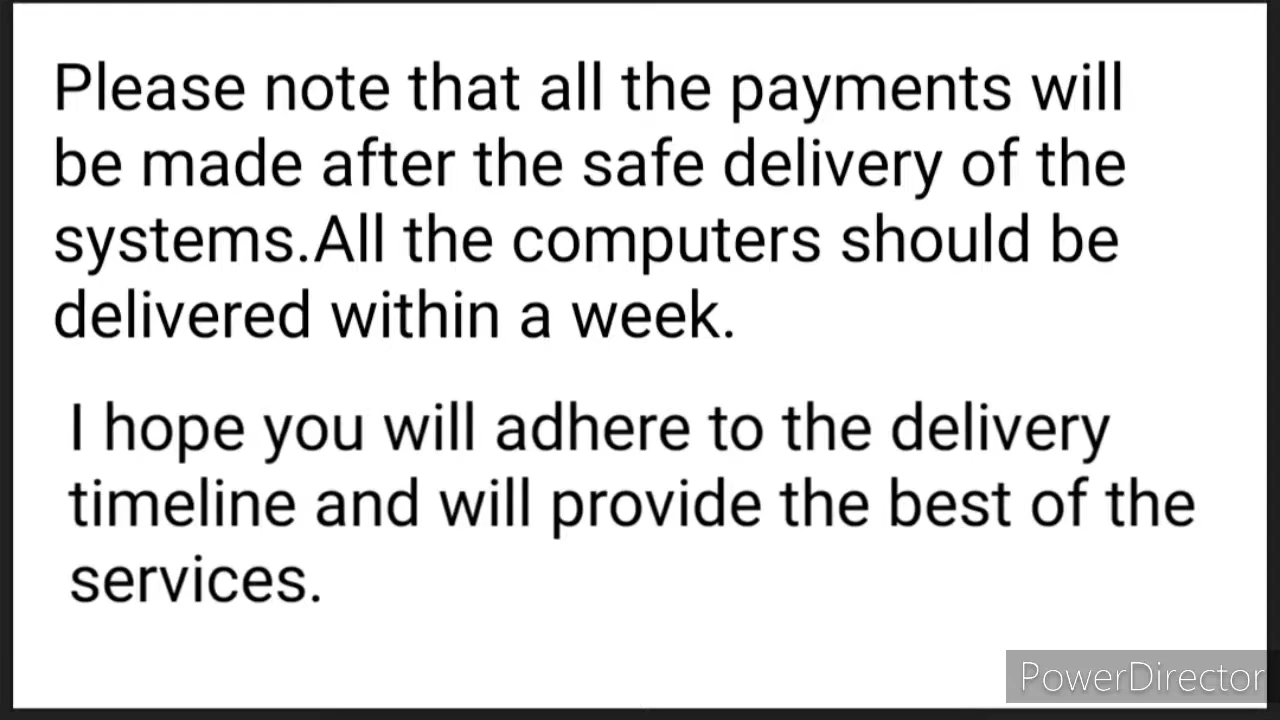 Please note that all the payments will
be made after the safe delivery of the
systems.All the computers should be
delivered within a week.
I hope you will adhere to the delivery
timeline and will provide the best of the
services.
PowerDirector